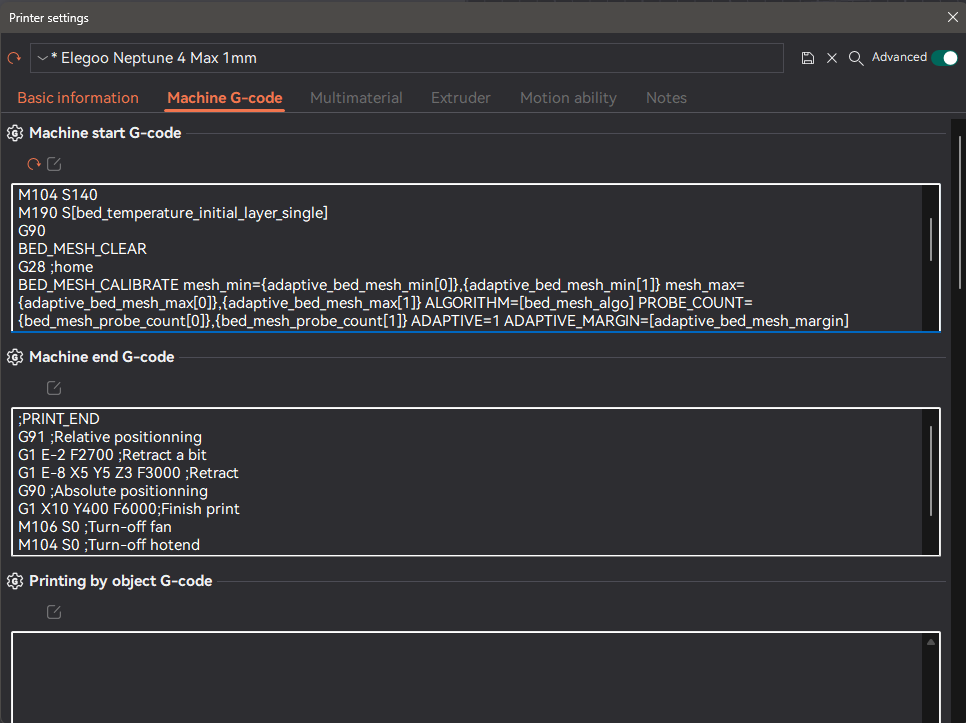 Printer settings
* Elegoo Neptune 4 Max 1mm
Advanced
Basic information
Machine G-code
Multimaterial
Extruder
Motion ability
Notes
Machine start G-code
M104 S140
M190 S[bed_temperature_initial_layer_single]
G90
BED_MESH_CLEAR
G28 ;home
BED_MESH_CALIBRATE mesh_min={adaptive_bed_mesh_min[0]},{adaptive_bed_mesh_min[1]} mesh_max=
{adaptive_bed_mesh_max[0]},{adaptive_bed_mesh_max[1]} ALGORITHM=[bed_mesh_algo] PROBE_COUNT=
{bed_mesh_probe_count[0]},{bed_mesh_probe_count[1]} ADAPTIVE=1 ADAPTIVE_MARGIN=[adaptive_bed_mesh_margin]
Machine end G-code
;PRINT_END
G91 ;Relative positionning
G1 E-2 F2700 ;Retract a bit
G1 E-8 X5 Y5 Z3 F3000 ;Retract
G90 ;Absolute positionning
G1 X10 Y400 F6000;Finish print
M106 S0 ;Turn-off fan
M104 S0 ;Turn-off hotend
Printing by object G-code